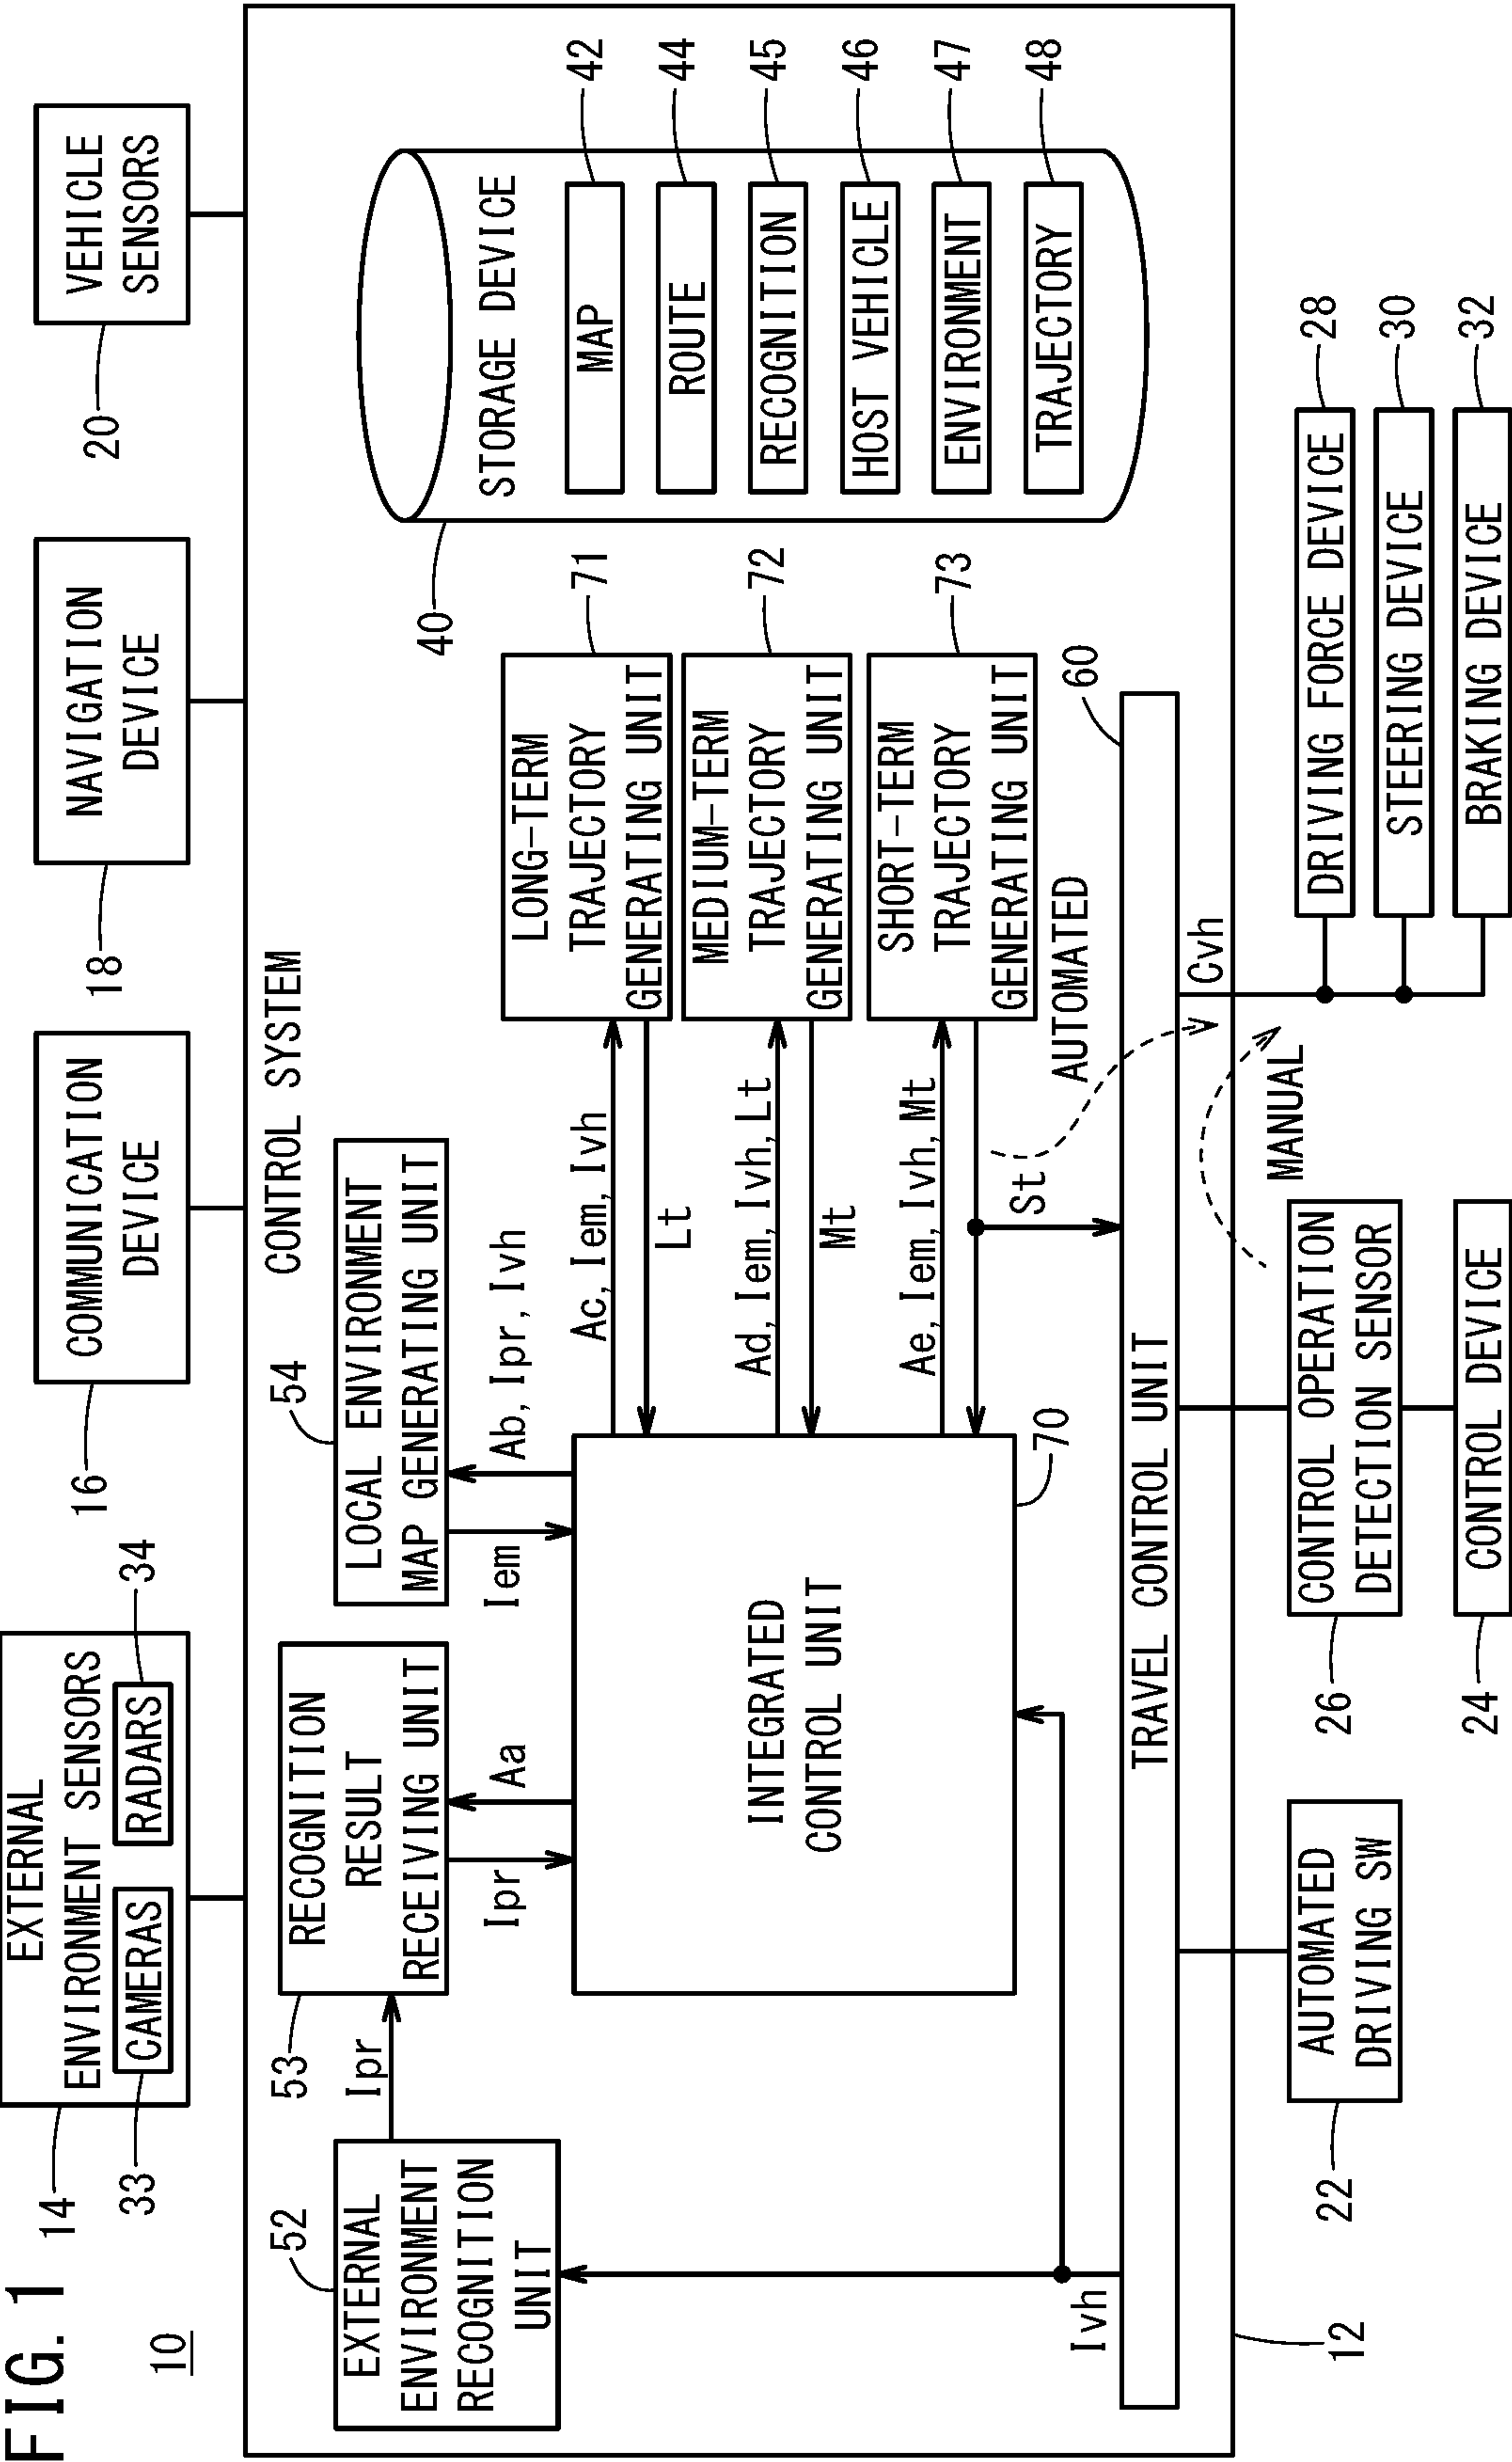 FIG. 1
10
14
EXTERNAL
ENVIRONMENT SENSORS
33
CAMERAS
RADARS
34
16
COMMUNICATION
DEVICE
18
NAVIGATION
DEVICE
20
VEHICLE
SENSORS
CONTROL SYSTEM
52
EXTERNAL
ENVIRONMENT
RECOGNITION
UNIT
Ipr
53
RECOGNITION
RESULT
RECEIVING UNIT
Ipr
Aa
54
LOCAL ENVIRONMENT
MAP GENERATING UNIT
Iem
Ab, Ipr, Ivh
INTEGRATED
CONTROL UNIT
70
Ac, Iem, Ivh
Lt
Ad, Iem, Ivh, Lt
Mt
Ae, Iem, Ivh, Mt
St
LONG-TERM
TRAJECTORY
GENERATING UNIT
71
MEDIUM-TERM
TRAJECTORY
GENERATING UNIT
72
SHORT-TERM
TRAJECTORY
GENERATING UNIT
73
40
STORAGE DEVICE
MAP
42
ROUTE
44
RECOGNITION
45
HOST VEHICLE
46
ENVIRONMENT
47
TRAJECTORY
48
AUTOMATED
60
Ivh
TRAVEL CONTROL UNIT
Cvh
12
MANUAL
22
AUTOMATED
DRIVING SW
26
CONTROL OPERATION
DETECTION SENSOR
24
CONTROL DEVICE
DRIVING FORCE DEVICE
28
STEERING DEVICE
30
BRAKING DEVICE
32